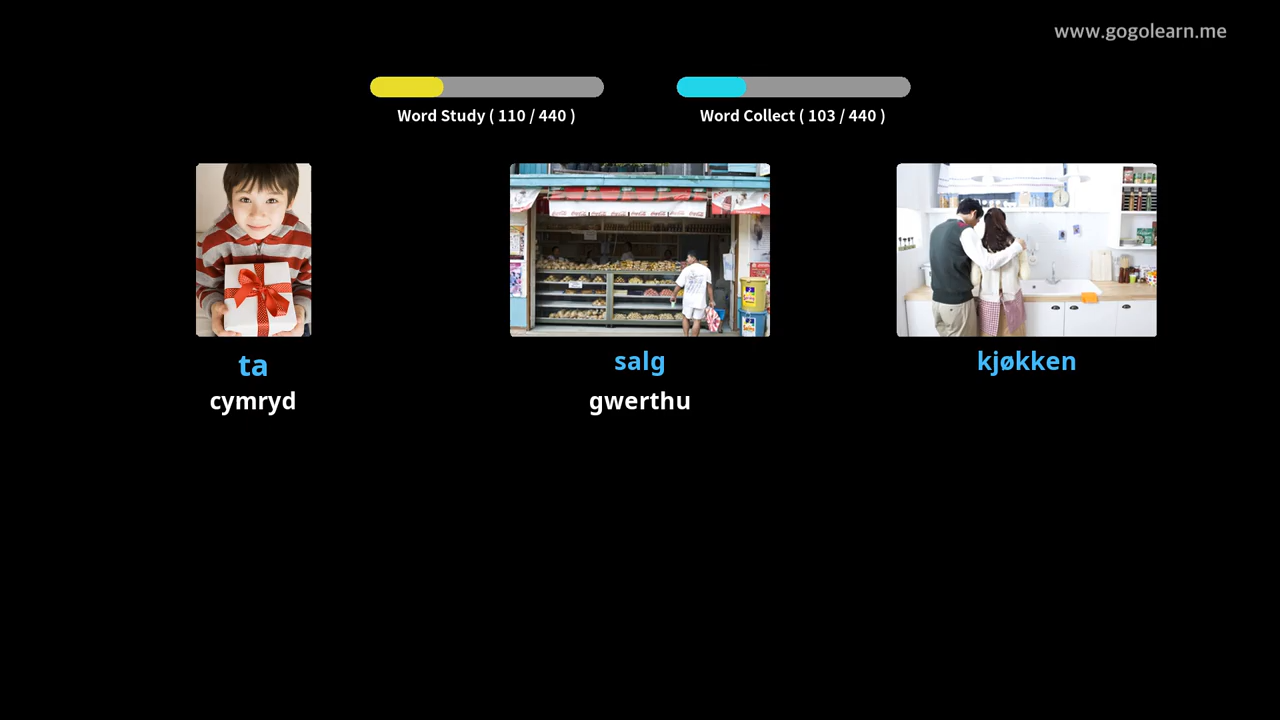 www.gogolearn.me
Word Study ( 110 / 440 )
Word Collect ( 103 / 440 )
ta
salg
kjøkken
cymryd
gwerthu